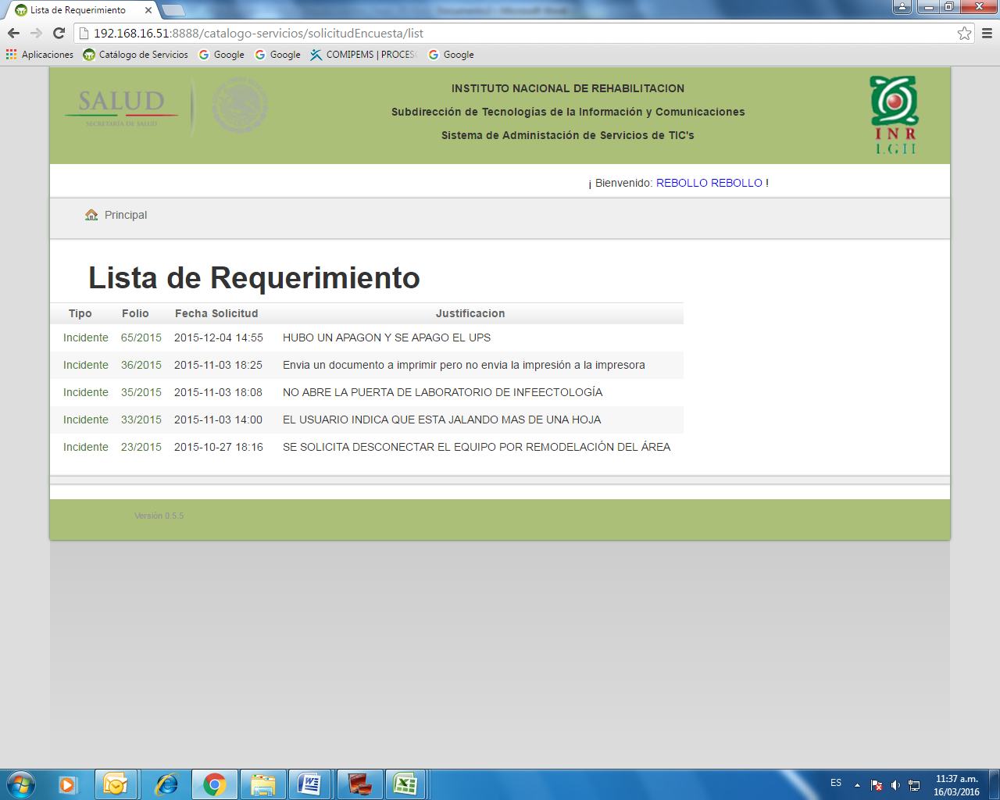 Lista de Requerimiento
192.168.16.51:8888/catalogo-servicios/solicitudEncuesta/list
Aplicaciones Catálogo de Servicios Google Google COMIPEMS | PROCES Google
SALUD
SECRETARÍA DE SALUD
INSTITUTO NACIONAL DE REHABILITACION
Subdirección de Tecnologías de la Información y Comunicaciones
Sistema de Administación de Servicios de TIC's
INR
LGII
¡ Bienvenido: REBOLLO REBOLLO !
Principal
Lista de Requerimiento
Tipo Folio Fecha Solicitud Justificacion
Incidente 65/2015 2015-12-04 14:55 HUBO UN APAGON Y SE APAGO EL UPS
Incidente 36/2015 2015-11-03 18:25 Envia un documento a imprimir pero no envia la impresión a la impresora
Incidente 35/2015 2015-11-03 18:08 NO ABRE LA PUERTA DE LABORATORIO DE INFEECTOLOGÍA
Incidente 33/2015 2015-11-03 14:00 EL USUARIO INDICA QUE ESTA JALANDO MAS DE UNA HOJA
Incidente 23/2015 2015-10-27 18:16 SE SOLICITA DESCONECTAR EL EQUIPO POR REMODELACIÓN DEL ÁREA
Versión 0.5.5
ES
11:37 a.m.
16/03/2016